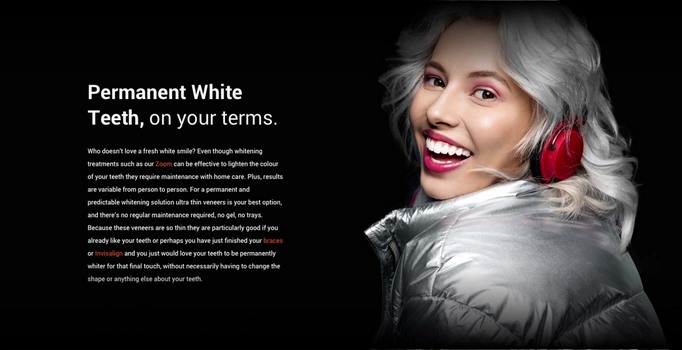 Permanent White
Teeth, on your terms.
Who doesn't love a fresh white smile? Even though whitening
treatments such as our Zoom can be effective to lighten the colour
of your teeth they require maintenance with home care. Plus, results
are variable from person to person. For a permanent and
predictable whitening solution ultra thin veneers is your best option,
and there's no regular maintenance required, no gel, no trays.
Because these veneers are so thin they are particularly good if you
already like your teeth or perhaps you have just finished your braces
or Invisalign and you just would love your teeth to be permanently
whiter for that final touch, without necessarily having to change the
shape or anything else about your teeth.